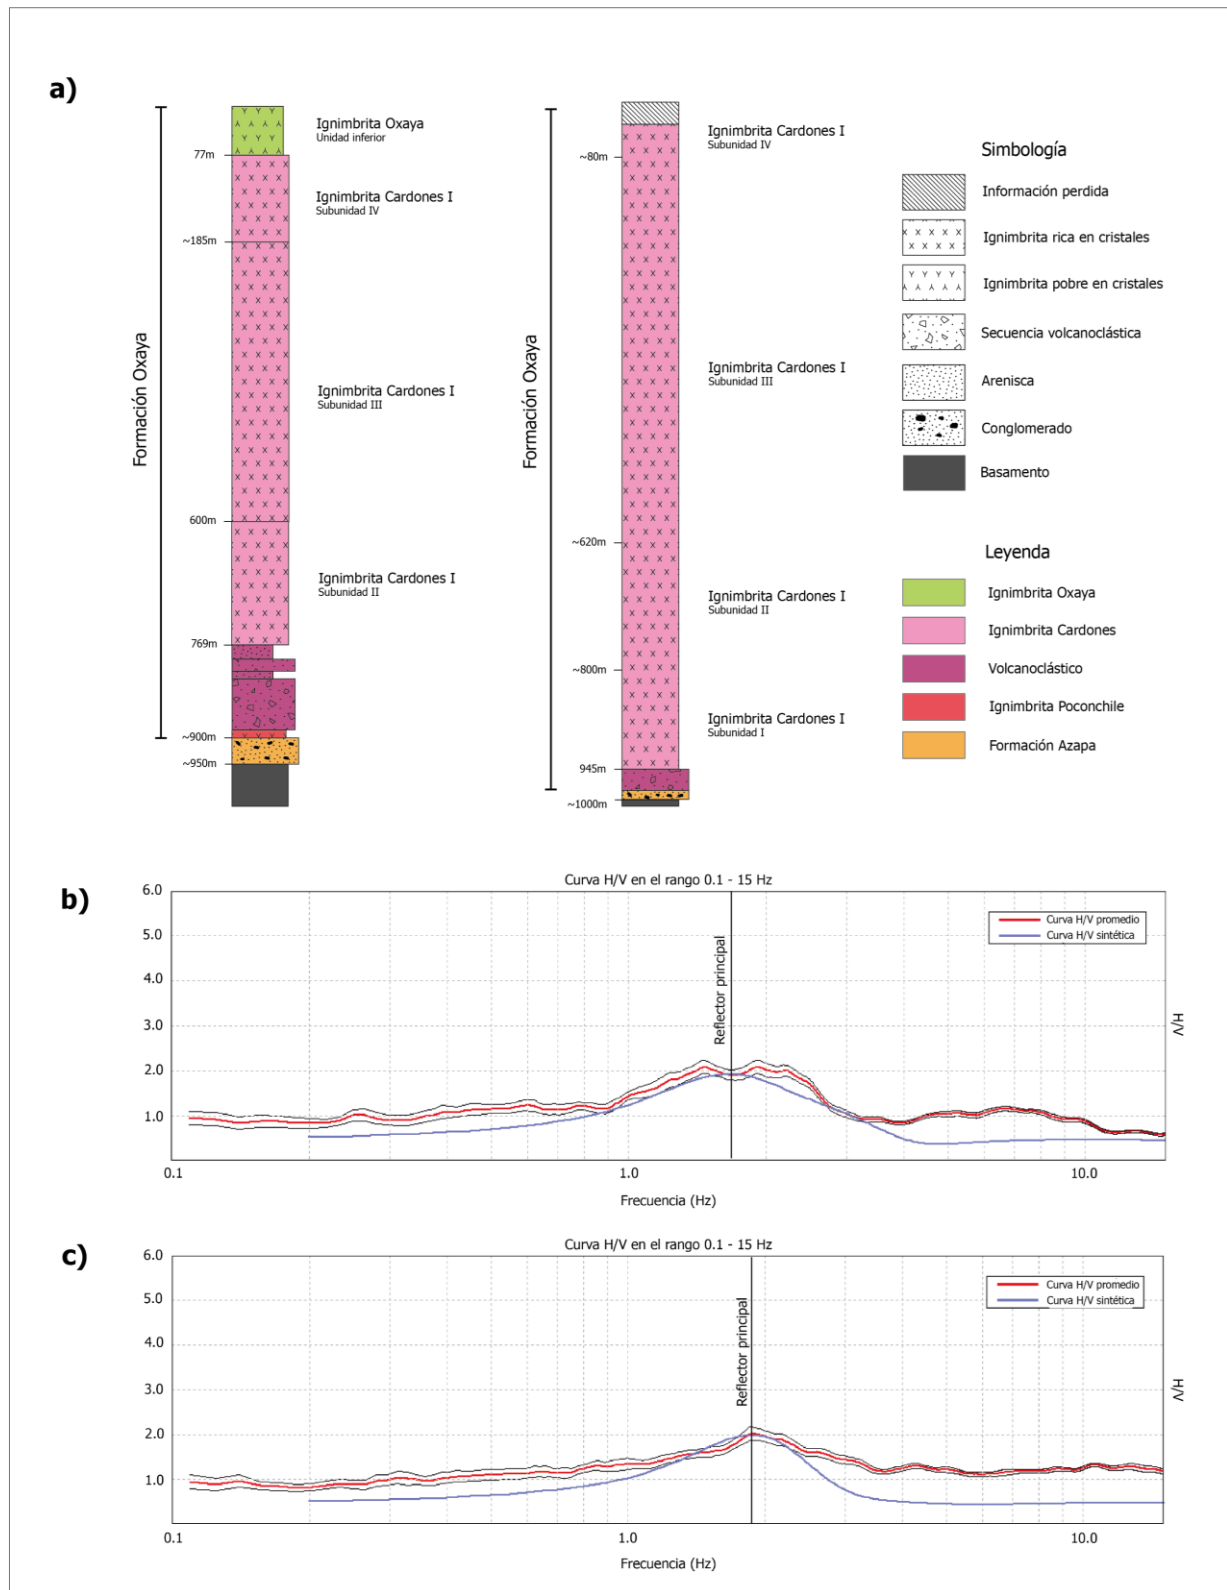 a)
Formación Oxaya
77m
~185m
600m
769m
~900m
~950m
Ignimbrita Oxaya
Unidad inferior
Ignimbrita Cardones I
Subunidad IV
Ignimbrita Cardones I
Subunidad III
Ignimbrita Cardones I
Subunidad II
Formación Oxaya
~80m
~620m
~800m
945m
~1000m
Ignimbrita Cardones I
Subunidad IV
Ignimbrita Cardones I
Subunidad III
Ignimbrita Cardones I
Subunidad II
Ignimbrita Cardones I
Subunidad I
Simbología
Información perdida
Ignimbrita rica en cristales
Ignimbrita pobre en cristales
Secuencia volcanoclástica
Arenisca
Conglomerado
Basamento
Leyenda
Ignimbrita Oxaya
Ignimbrita Cardones
Volcanoclástico
Ignimbrita Poconchile
Formación Azapa
b)
Curva H/V en el rango 0.1 - 15 Hz
6.0
5.0
4.0
3.0
2.0
1.0
Reflector principal
Curva H/V promedio
Curva H/V sintética
H/V
0.1
1.0
10.0
Frecuencia (Hz)
c)
Curva H/V en el rango 0.1 - 15 Hz
6.0
5.0
4.0
3.0
2.0
1.0
Reflector principal
Curva H/V promedio
Curva H/V sintética
H/V
0.1
1.0
10.0
Frecuencia (Hz)